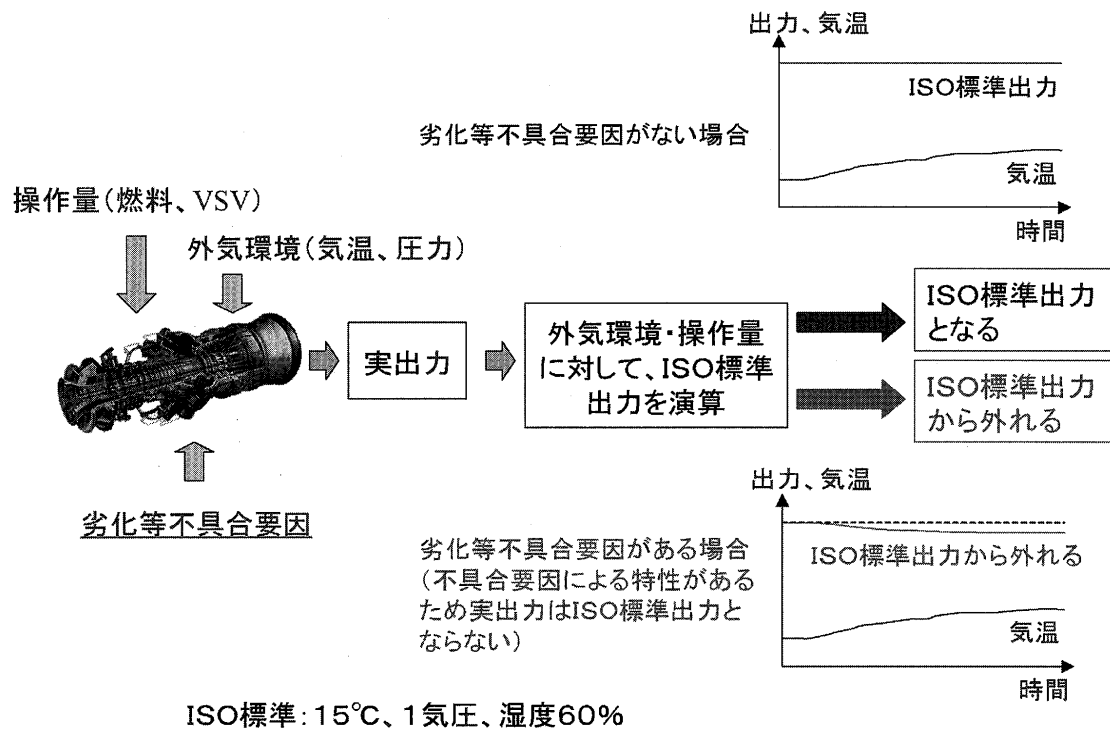 出力、気温
ISO標準出力
劣化等不具合要因がない場合
気温
時間
操作量(燃料、VSV)
外気環境(気温、圧力)
実出力
外気環境・操作量
に対して、ISO標準
出力を演算
ISO標準出力
となる
ISO標準出力
から外れる
劣化等不具合要因
出力、気温
劣化等不具合要因がある場合
(不具合要因による特性がある
ため実出力はISO標準出力と
ならない)
ISO標準出力から外れる
気温
時間
ISO標準:15℃、1気圧、湿度60%